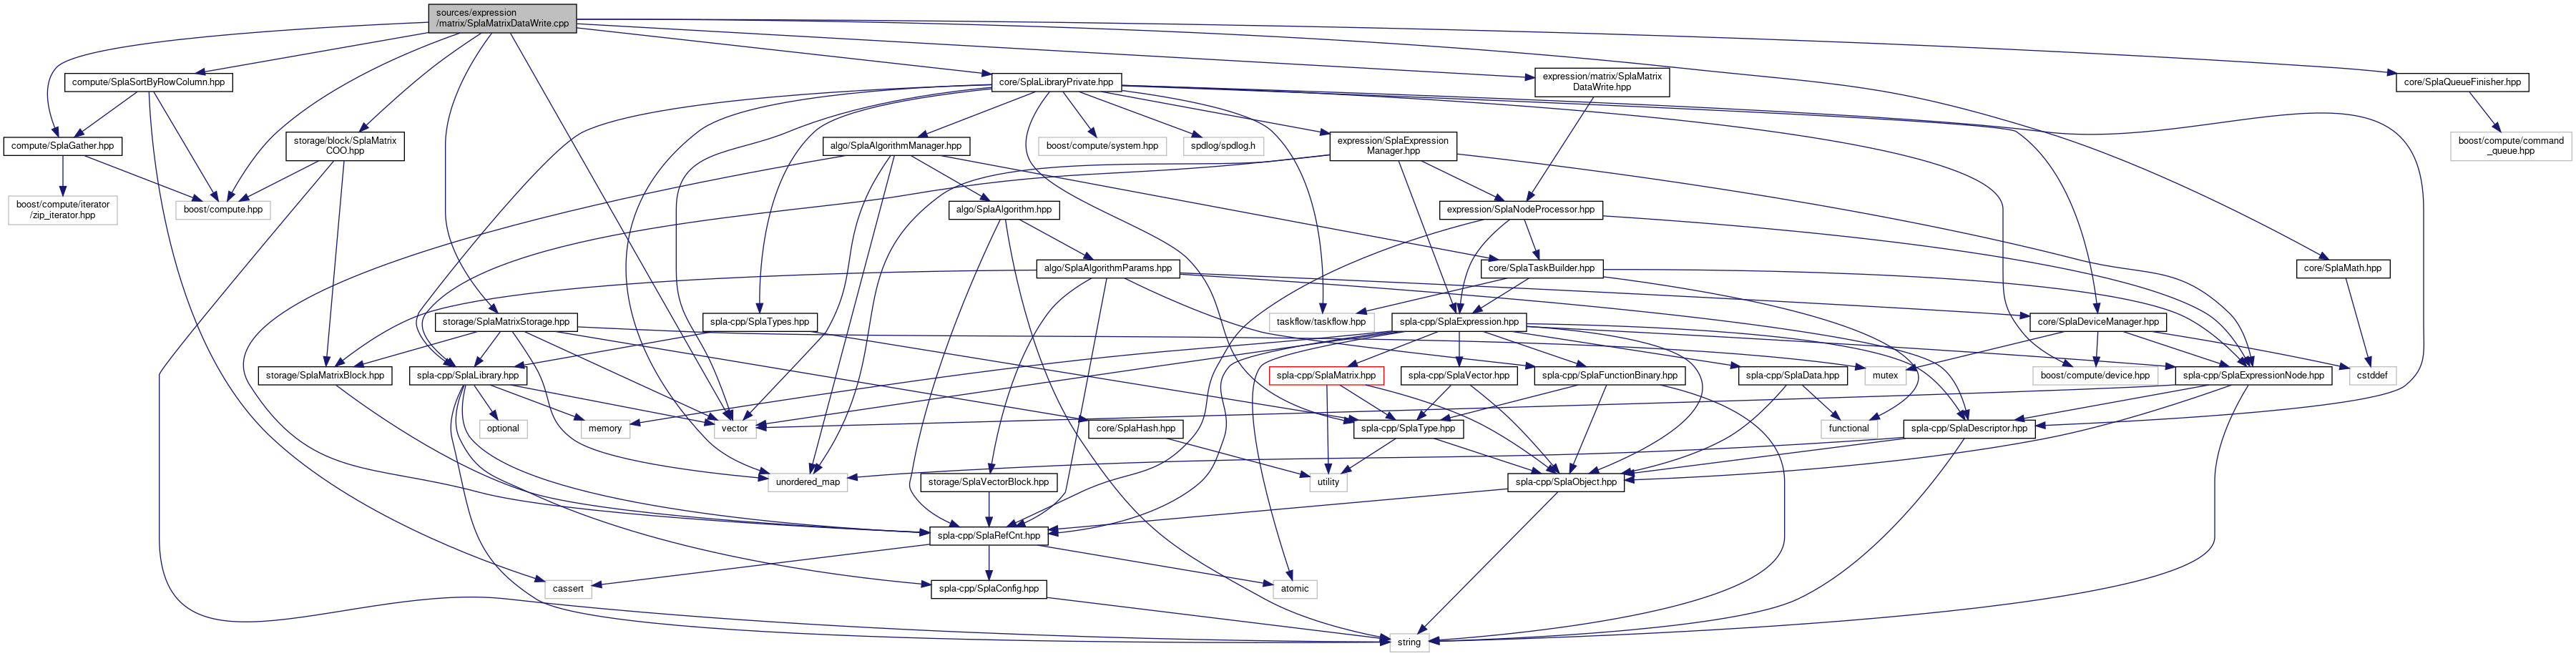 sources/expression
/matrix/SplaMatrixDataWrite.cpp
compute/SplaSortByRowColumn.hpp
core/SplaLibraryPrivate.hpp
expression/matrix/SplaMatrix
DataWrite.hpp
core/SplaQueueFinisher.hpp
compute/SplaGather.hpp
storage/block/SplaMatrix
COO.hpp
algo/SplaAlgorithmManager.hpp
boost/compute/system.hpp
spdlog/spdlog.h
expression/SplaExpression
Manager.hpp
boost/compute/command
_queue.hpp
boost/compute/iterator
/zip_iterator.hpp
boost/compute.hpp
algo/SplaAlgorithm.hpp
expression/SplaNodeProcessor.hpp
algo/SplaAlgorithmParams.hpp
core/SplaTaskBuilder.hpp
core/SplaMath.hpp
storage/SplaMatrixStorage.hpp
spla-cpp/SplaTypes.hpp
taskflow/taskflow.hpp
spla-cpp/SplaExpression.hpp
core/SplaDeviceManager.hpp
storage/SplaMatrixBlock.hpp
spla-cpp/SplaLibrary.hpp
spla-cpp/SplaMatrix.hpp
spla-cpp/SplaVector.hpp
spla-cpp/SplaFunctionBinary.hpp
spla-cpp/SplaData.hpp
mutex
boost/compute/device.hpp
spla-cpp/SplaExpressionNode.hpp
cstddef
optional
memory
vector
core/SplaHash.hpp
spla-cpp/SplaType.hpp
functional
spla-cpp/SplaDescriptor.hpp
unordered_map
storage/SplaVectorBlock.hpp
utility
spla-cpp/SplaObject.hpp
spla-cpp/SplaRefCnt.hpp
cassert
spla-cpp/SplaConfig.hpp
atomic
string